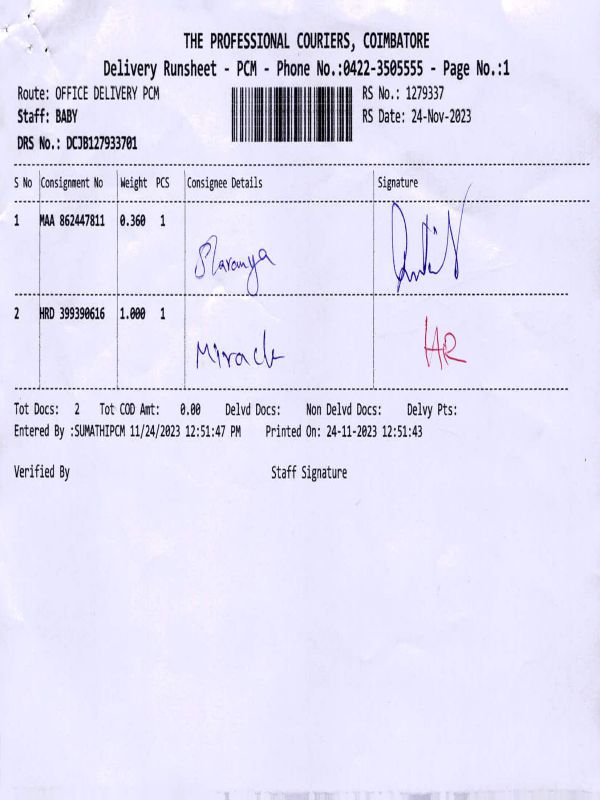 THE PROFESSIONAL COURIERS, COIMBATORE
Delivery Runsheet - PCM - Phone No.:0422-3505555 - Page No.:1
Route: OFFICE DELIVERY PCM RS No.: 1279337
Staff: BABY RS Date: 24-Nov-2023
DRS No.: DCJB127933701
S No Consignment No Weight PCS Consignee Details Signature
1 MAA 862447811 0.360 1
Sharanya
2 HRD 399390616 1.000 1
Miracle HR
Tot Docs: 2 Tot COD Amt: 0.00 Delvd Docs: Non Delvd Docs: Delvy Pts:
Entered By :SUMATHIPCM 11/24/2023 12:51:47 PM Printed On: 24-11-2023 12:51:43
Verified By Staff Signature